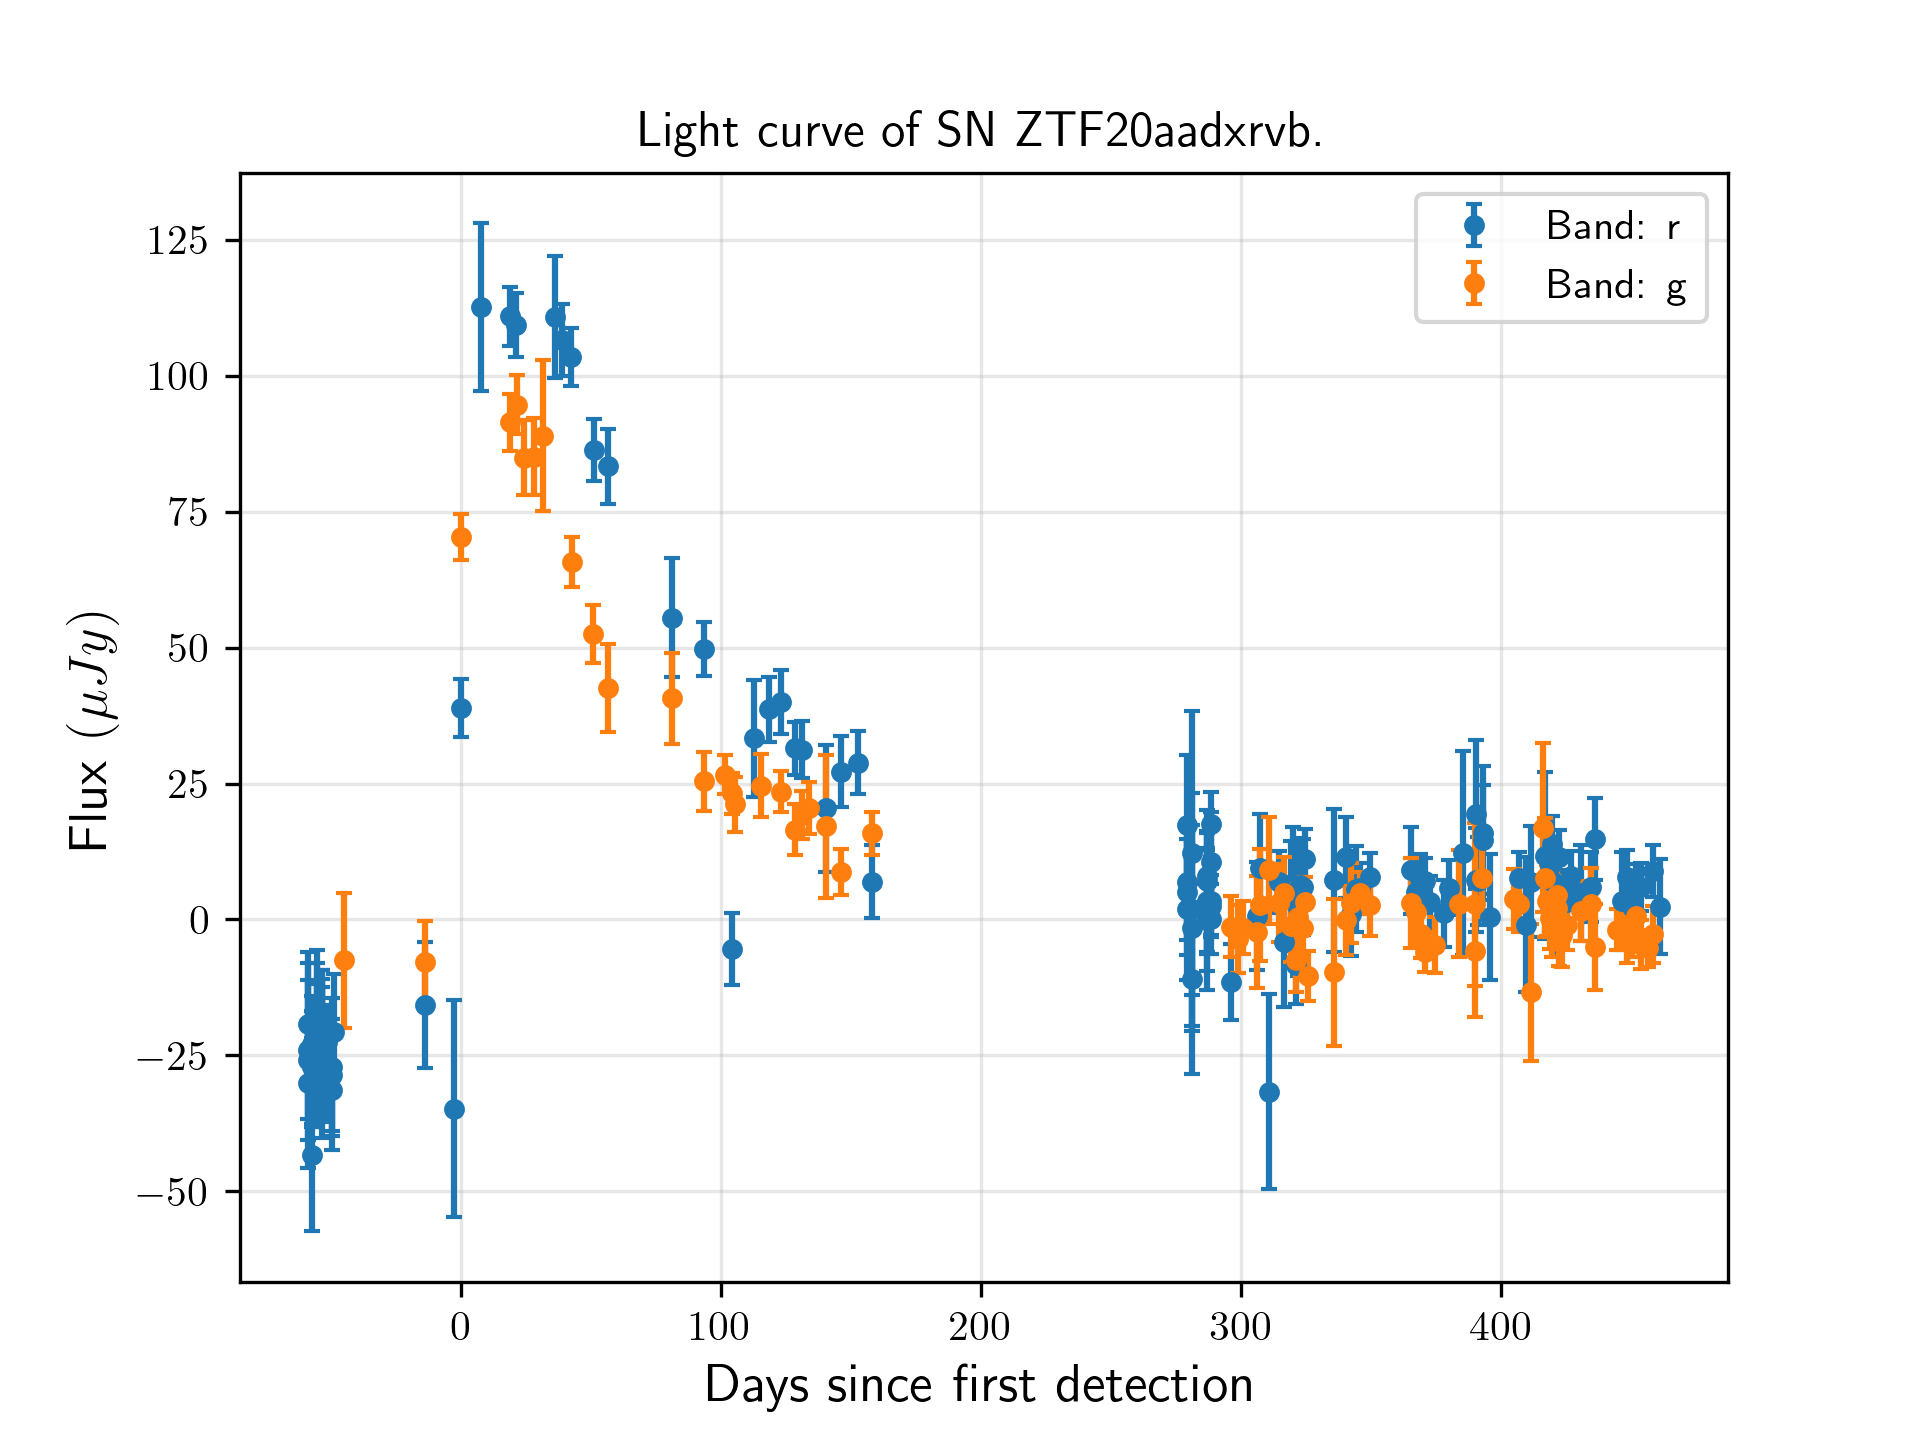 Light curve of SN ZTF20aadxrvb.
Band: r
Band: g
125
100
75
50
25
0
−25
−50
Flux (μJy)
0 100 200 300 400
Days since first detection